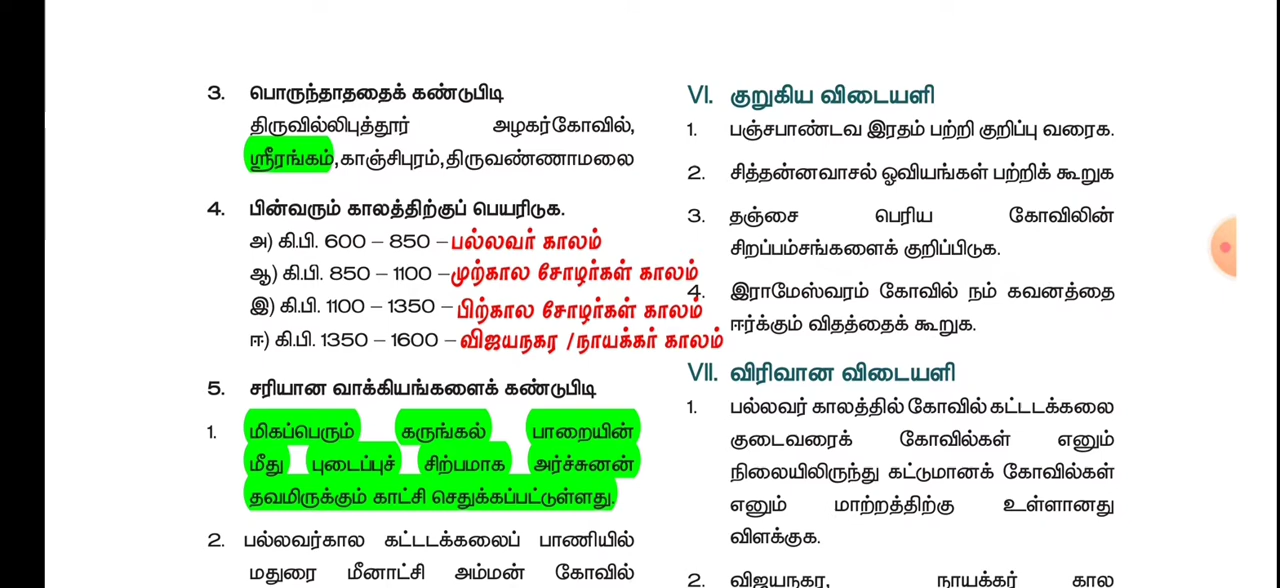 3. பொருந்தாததைக் கண்டுபிடி
திருவில்லிபுத்தூர் அழகர்கோவில்,
ஸ்ரீரங்கம்,காஞ்சிபுரம்,திருவண்ணாமலை
4. பின்வரும் காலத்திற்குப் பெயரிடுக.
அ) கி.பி. 600 – 850 – பல்லவர் காலம்
ஆ) கி.பி. 850 – 1100 – முற்கால சோழர்கள் காலம்
இ) கி.பி. 1100 – 1350 – பிற்கால சோழர்கள் காலம்
ஈ) கி.பி. 1350 – 1600 – விஜயநகர /நாயக்கர் காலம்
5. சரியான வாக்கியங்களைக் கண்டுபிடி
1. மிகப்பெரும் கருங்கல் பாறையின்
மீது புடைப்புச் சிற்பமாக அர்ச்சுனன்
தவமிருக்கும் காட்சி செதுக்கப்பட்டுள்ளது.
2. பல்லவர்கால கட்டடக்கலைப் பாணியில்
மதுரை மீனாட்சி அம்மன் கோவில்
VI. குறுகிய விடையளி
1. பஞ்சபாண்டவ இரதம் பற்றி குறிப்பு வரைக.
2. சித்தன்னவாசல் ஓவியங்கள் பற்றிக் கூறுக
3. தஞ்சை பெரிய கோவிலின்
சிறப்பம்சங்களைக் குறிப்பிடுக.
4. இராமேஸ்வரம் கோவில் நம் கவனத்தை
ஈர்க்கும் விதத்தைக் கூறுக.
VII. விரிவான விடையளி
1. பல்லவர் காலத்தில் கோவில் கட்டடக்கலை
குடைவரைக் கோவில்கள் எனும்
நிலையிலிருந்து கட்டுமானக் கோவில்கள்
எனும் மாற்றத்திற்கு உள்ளானது
விளக்குக.
2. விஜயநகர, நாயக்கர் கால